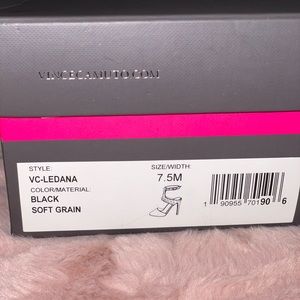 VINCECAMUTO.COM
STYLE: SIZE/WIDTH:
VC-LEDANA 7.5M
COLOR/MATERIAL:
BLACK
SOFT GRAIN
1 90955 70190 6